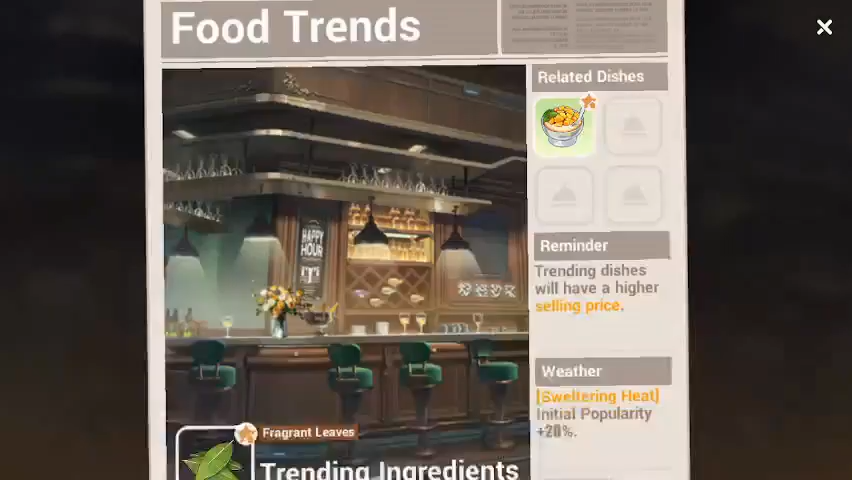 Food Trends
Related Dishes
HAPPY
HOUR
Reminder
Trending dishes
will have a higher
selling price.
Weather
[Sweltering Heat]
Initial Popularity
+20%.
Fragrant Leaves
Trending Ingredients